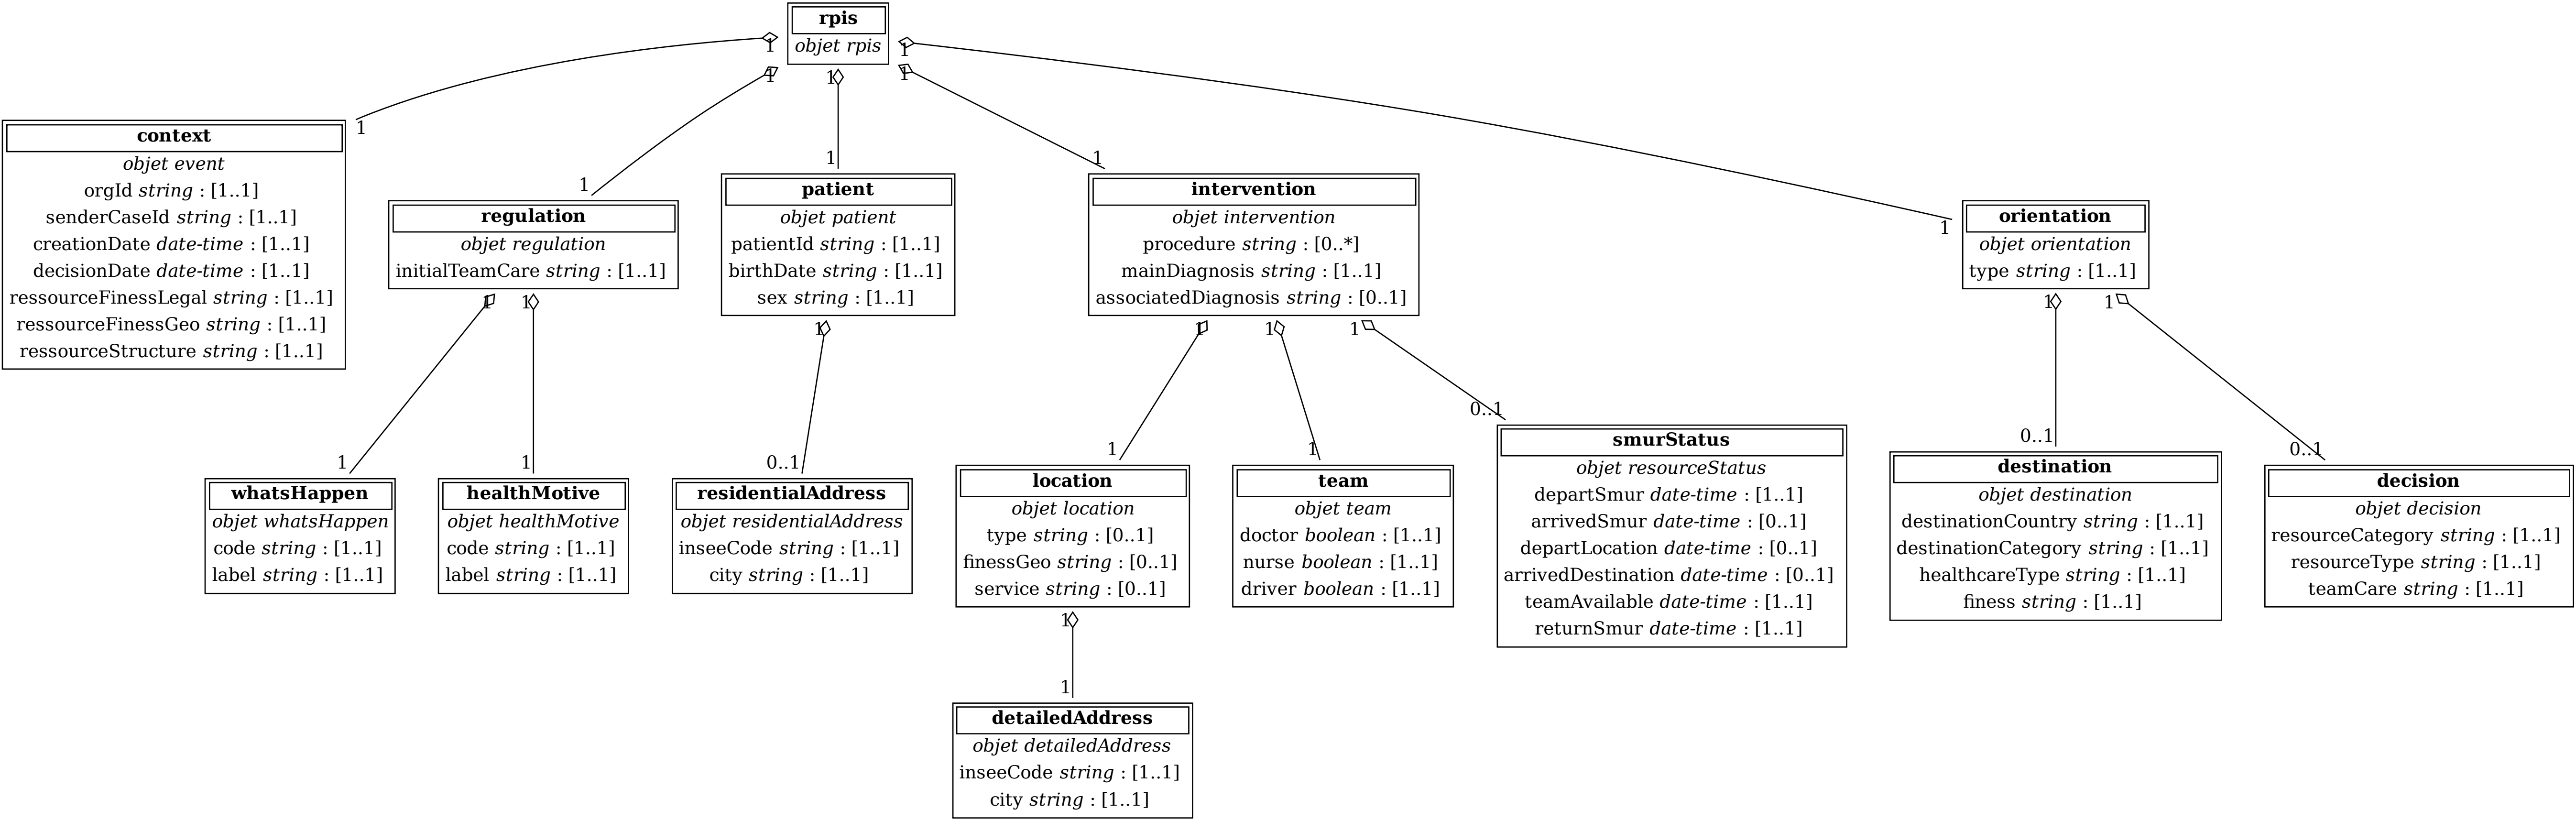 rpis
objet rpis
1
1
1
1
1
context
objet event
orgId string : [1..1]
senderCaseId string : [1..1]
creationDate date-time : [1..1]
decisionDate date-time : [1..1]
ressourceFinessLegal string : [1..1]
ressourceFinessGeo string : [1..1]
ressourceStructure string : [1..1]
1
regulation
objet regulation
initialTeamCare string : [1..1]
1
1
1
patient
objet patient
patientId string : [1..1]
birthDate string : [1..1]
sex string : [1..1]
1
1
intervention
objet intervention
procedure string : [0..*]
mainDiagnosis string : [1..1]
associatedDiagnosis string : [0..1]
1
1
1
1
1
orientation
objet orientation
type string : [1..1]
1
1
1
whatsHappen
objet whatsHappen
code string : [1..1]
label string : [1..1]
1
healthMotive
objet healthMotive
code string : [1..1]
label string : [1..1]
0..1
residentialAddress
objet residentialAddress
inseeCode string : [1..1]
city string : [1..1]
1
location
objet location
type string : [0..1]
finessGeo string : [0..1]
service string : [0..1]
1
1
team
objet team
doctor boolean : [1..1]
nurse boolean : [1..1]
driver boolean : [1..1]
0..1
smurStatus
objet resourceStatus
departSmur date-time : [1..1]
arrivedSmur date-time : [0..1]
departLocation date-time : [0..1]
arrivedDestination date-time : [0..1]
teamAvailable date-time : [1..1]
returnSmur date-time : [1..1]
0..1
destination
objet destination
destinationCountry string : [1..1]
destinationCategory string : [1..1]
healthcareType string : [1..1]
finess string : [1..1]
0..1
decision
objet decision
resourceCategory string : [1..1]
resourceType string : [1..1]
teamCare string : [1..1]
1
detailedAddress
objet detailedAddress
inseeCode string : [1..1]
city string : [1..1]